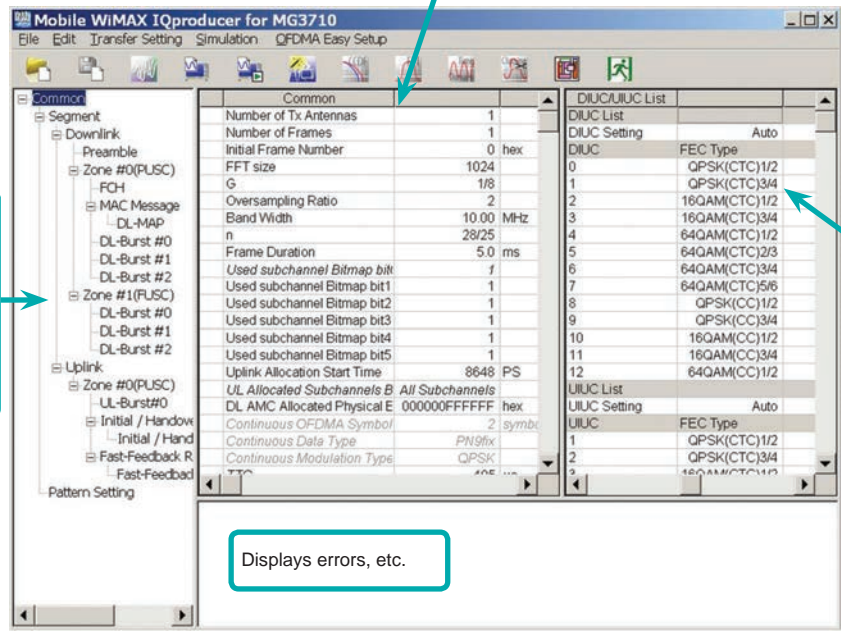 Mobile WiMAX IQproducer for MG3710
File Edit Transfer Setting Simulation OFDMA Easy Setup
Common
Segment
Downlink
Preamble
Zone #0(PUSC)
FCH
MAC Message
DL-MAP
DL-Burst #0
DL-Burst #1
DL-Burst #2
Zone #1(FUSC)
DL-Burst #0
DL-Burst #1
DL-Burst #2
Uplink
Zone #0(PUSC)
UL-Burst#0
Initial / Handove
Initial / Hand
Fast-Feedback R
Fast-Feedbad
Pattern Setting
Common
Number of Tx Antennas 1
Number of Frames 1
Initial Frame Number 0 hex
FFT size 1024
G 1/8
Oversampling Ratio 2
Band Width 10.00 MHz
n 28/25
Frame Duration 5.0 ms
Used subchannel Bitmap bit 1
Used subchannel Bitmap bit1 1
Used subchannel Bitmap bit2 1
Used subchannel Bitmap bit3 1
Used subchannel Bitmap bit4 1
Used subchannel Bitmap bit5 1
Uplink Allocation Start Time 8648 PS
UL Allocated Subchannels B All Subchannels
DL AMC Allocated Physical E 000000FFFFFF hex
Continuous OFDMA Symbol 2 symbo
Continuous Data Type PN9fix
Continuous Modulation Type QPSK
DIUC/UIUC List
DIUC List
DIUC Setting Auto
DIUC FEC Type
0 QPSK(CTC)1/2
1 QPSK(CTC)3/4
2 16QAM(CTC)1/2
3 16QAM(CTC)3/4
4 64QAM(CTC)1/2
5 64QAM(CTC)2/3
6 64QAM(CTC)3/4
7 64QAM(CTC)5/6
8 QPSK(CC)1/2
9 QPSK(CC)3/4
10 16QAM(CC)1/2
11 16QAM(CC)3/4
12 64QAM(CC)1/2
UIUC List
UIUC Setting Auto
UIUC FEC Type
1 QPSK(CTC)1/2
2 QPSK(CTC)3/4
3 16QAM(CTC)1/2
Displays errors, etc.